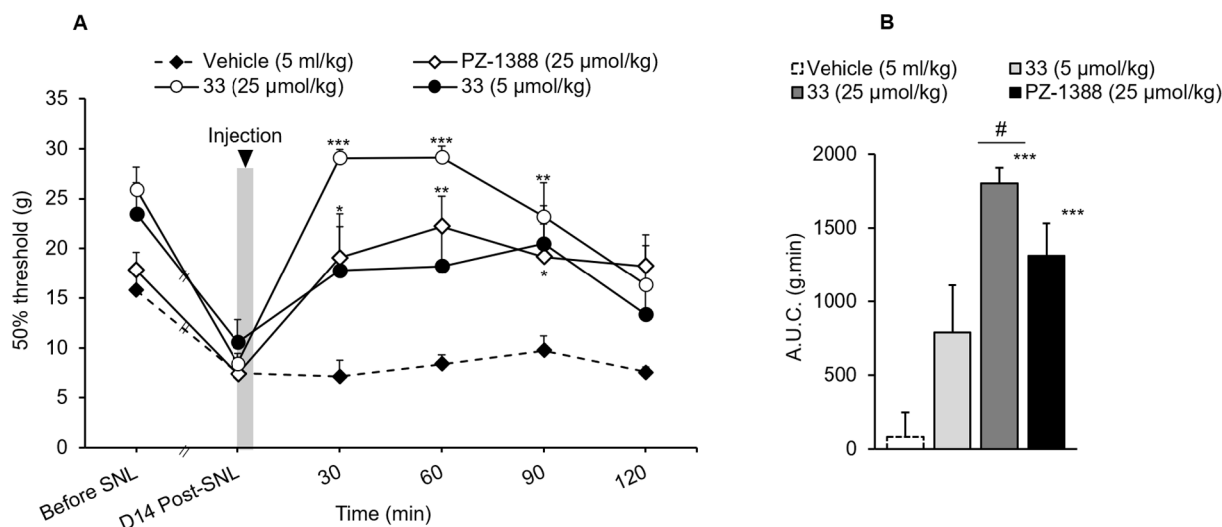 A
Vehicle (5 ml/kg)
PZ-1388 (25 µmol/kg)
33 (25 µmol/kg)
33 (5 µmol/kg)
35
30
25
20
15
10
5
0
50% threshold (g)
Injection
***
***
**
*
**
*
Before SNL
D14 Post-SNL
30
60
90
120
Time (min)
B
Vehicle (5 ml/kg)
33 (5 µmol/kg)
33 (25 µmol/kg)
PZ-1388 (25 µmol/kg)
#
***
***
2000
1500
1000
500
0
A.U.C. (g.min)